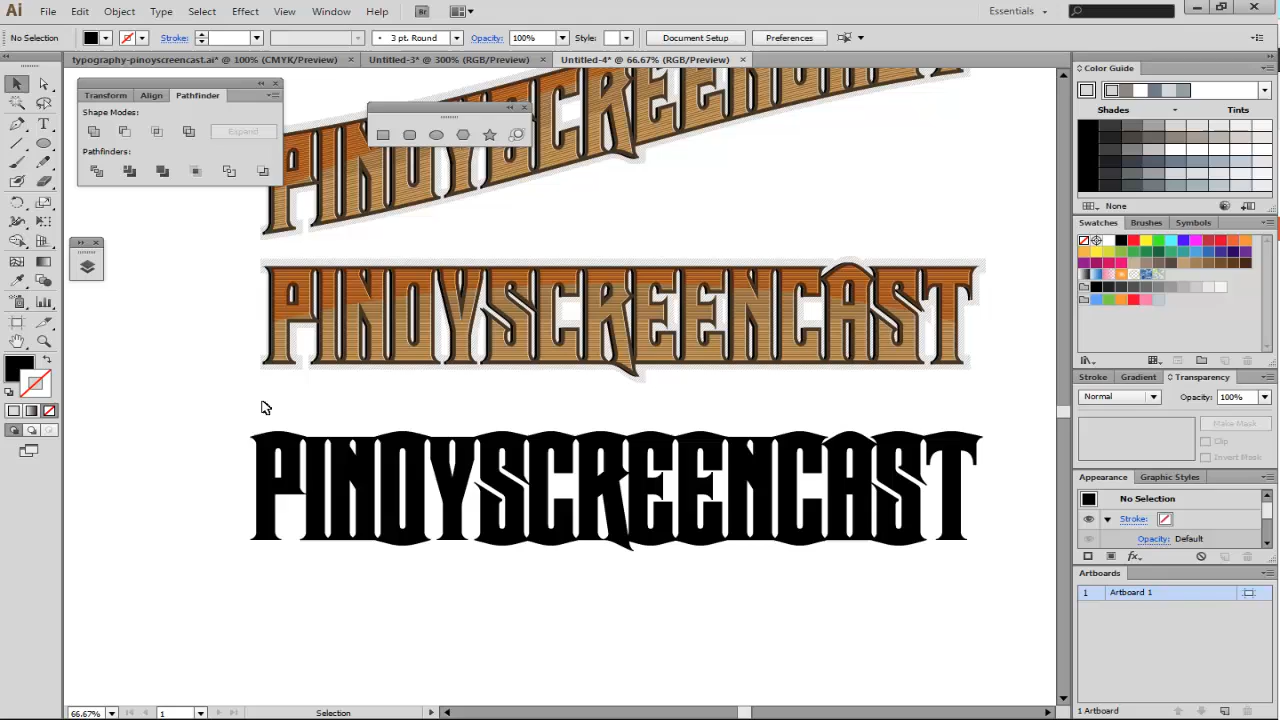 Ai File Edit Object Type Select Effect View Window Help Br Essentials
No Selection Stroke: 3 pt. Round Opacity: 100% Style: Document Setup Preferences
typography-pinoyscreencast.ai* @ 100% (CMYK/Preview) × Untitled-3* @ 300% (RGB/Preview) × Untitled-4* @ 66.67% (RGB/Preview) ×
Transform Align Pathfinder
Shape Modes:
Expand
Pathfinders:
PINOYSCREENCAST
PINOYSCREENCAST
PINOYSCREENCAST
Color Guide
Shades Tints
None
Swatches Brushes Symbols
Stroke Gradient Transparency
Normal Opacity: 100%
Make Mask
Clip
Invert Mask
Appearance Graphic Styles
No Selection
Stroke:
Opacity: Default
fx
Artboards
1 Artboard 1
1 Artboard
66.67% 1 Selection